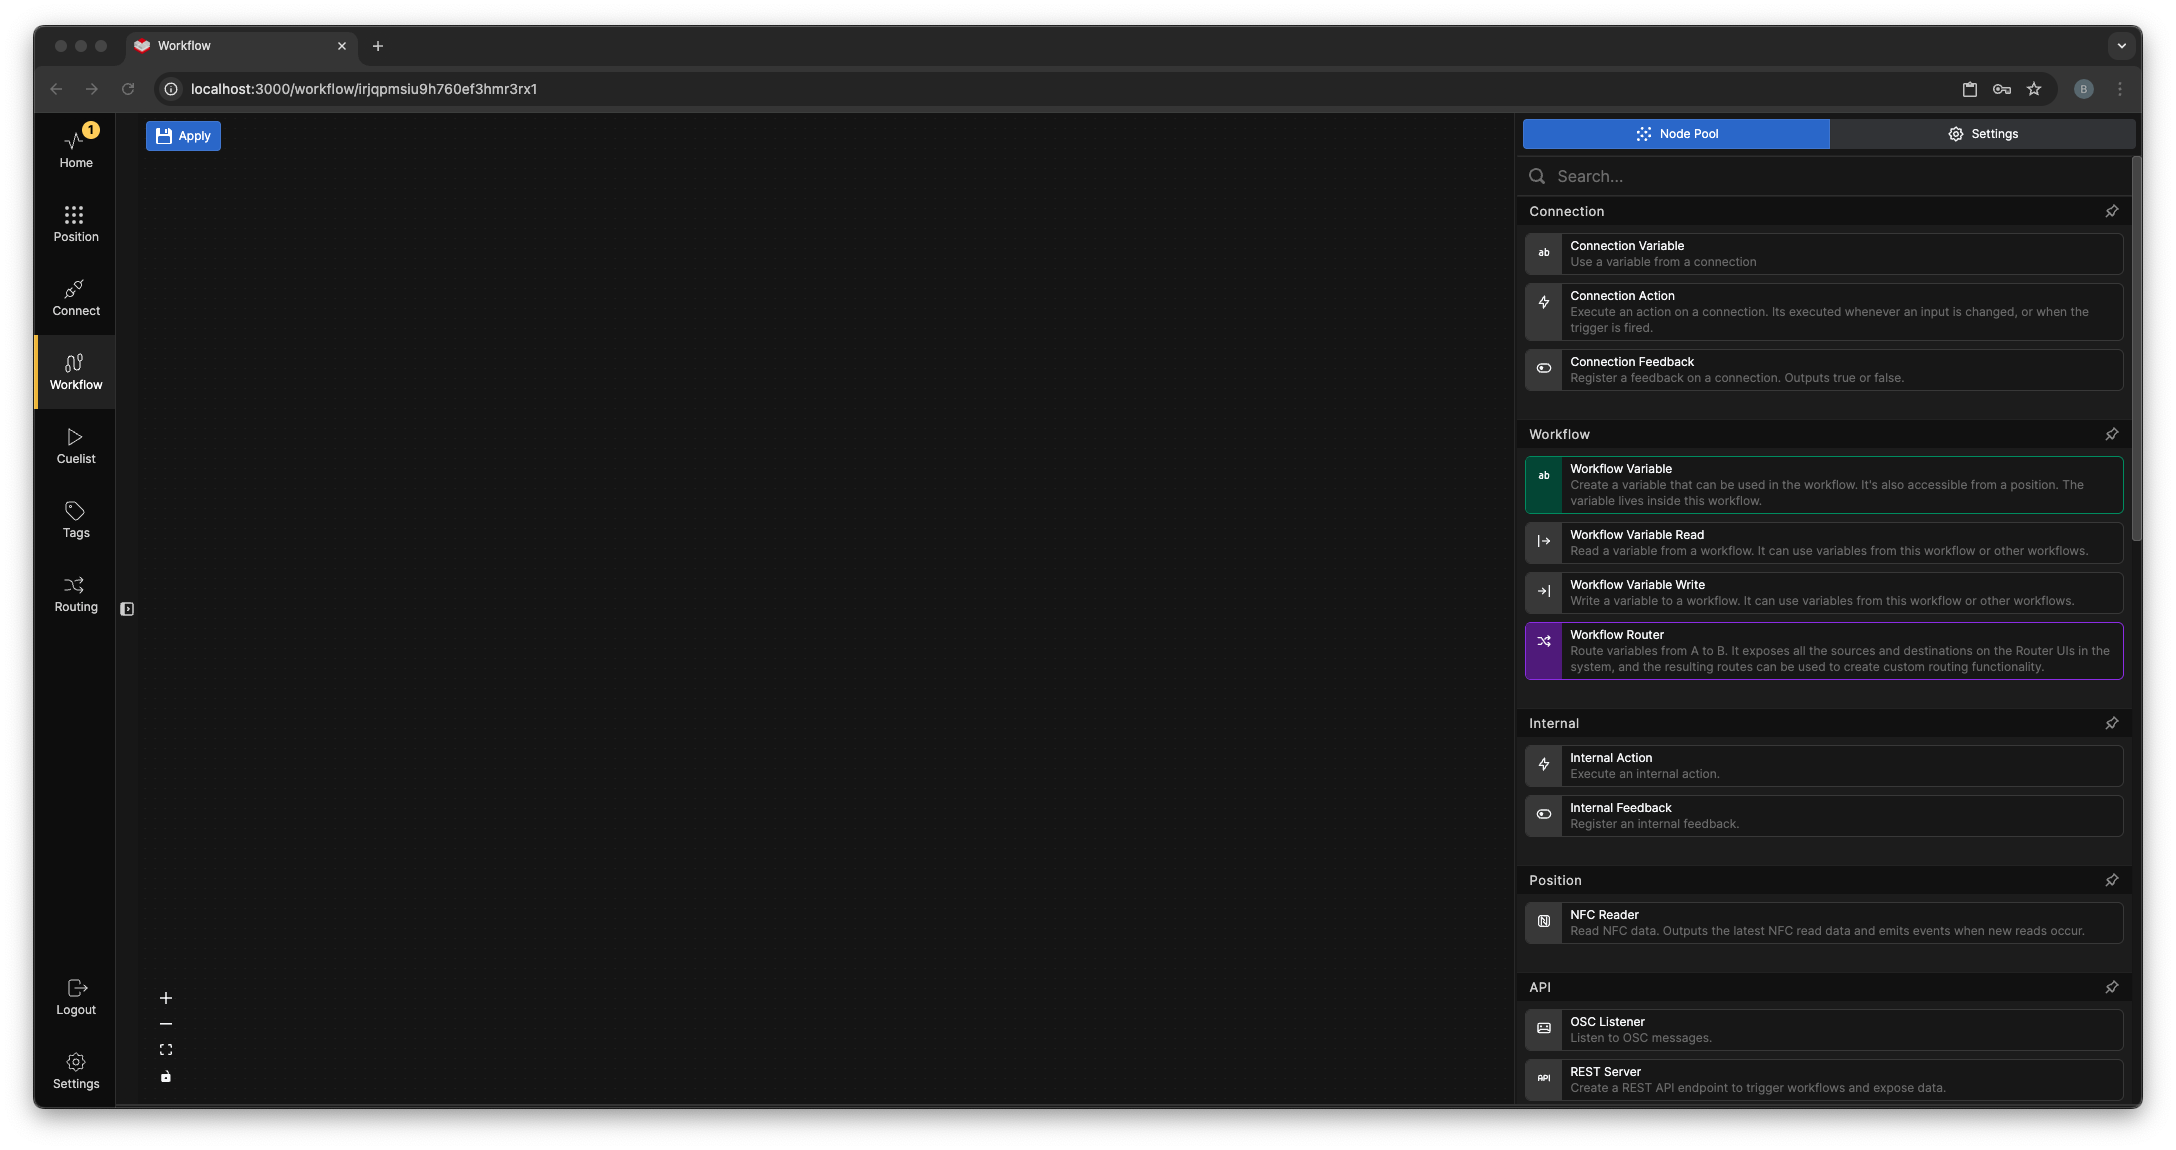 Workflow
localhost:3000/workflow/irjqpmsiu9h760ef3hmr3rx1
B
1
Home
Position
Connect
Workflow
Cuelist
Tags
Routing
Logout
Settings
Apply
Node Pool
Settings
Search...
Connection
ab
Connection Variable
Use a variable from a connection
Connection Action
Execute an action on a connection. Its executed whenever an input is changed, or when the
trigger is fired.
Connection Feedback
Register a feedback on a connection. Outputs true or false.
Workflow
ab
Workflow Variable
Create a variable that can be used in the workflow. It's also accessible from a position. The
variable lives inside this workflow.
Workflow Variable Read
Read a variable from a workflow. It can use variables from this workflow or other workflows.
Workflow Variable Write
Write a variable to a workflow. It can use variables from this workflow or other workflows.
Workflow Router
Route variables from A to B. It exposes all the sources and destinations on the Router UIs in the
system, and the resulting routes can be used to create custom routing functionality.
Internal
Internal Action
Execute an internal action.
Internal Feedback
Register an internal feedback.
Position
NFC Reader
Read NFC data. Outputs the latest NFC read data and emits events when new reads occur.
API
OSC Listener
Listen to OSC messages.
API
REST Server
Create a REST API endpoint to trigger workflows and expose data.